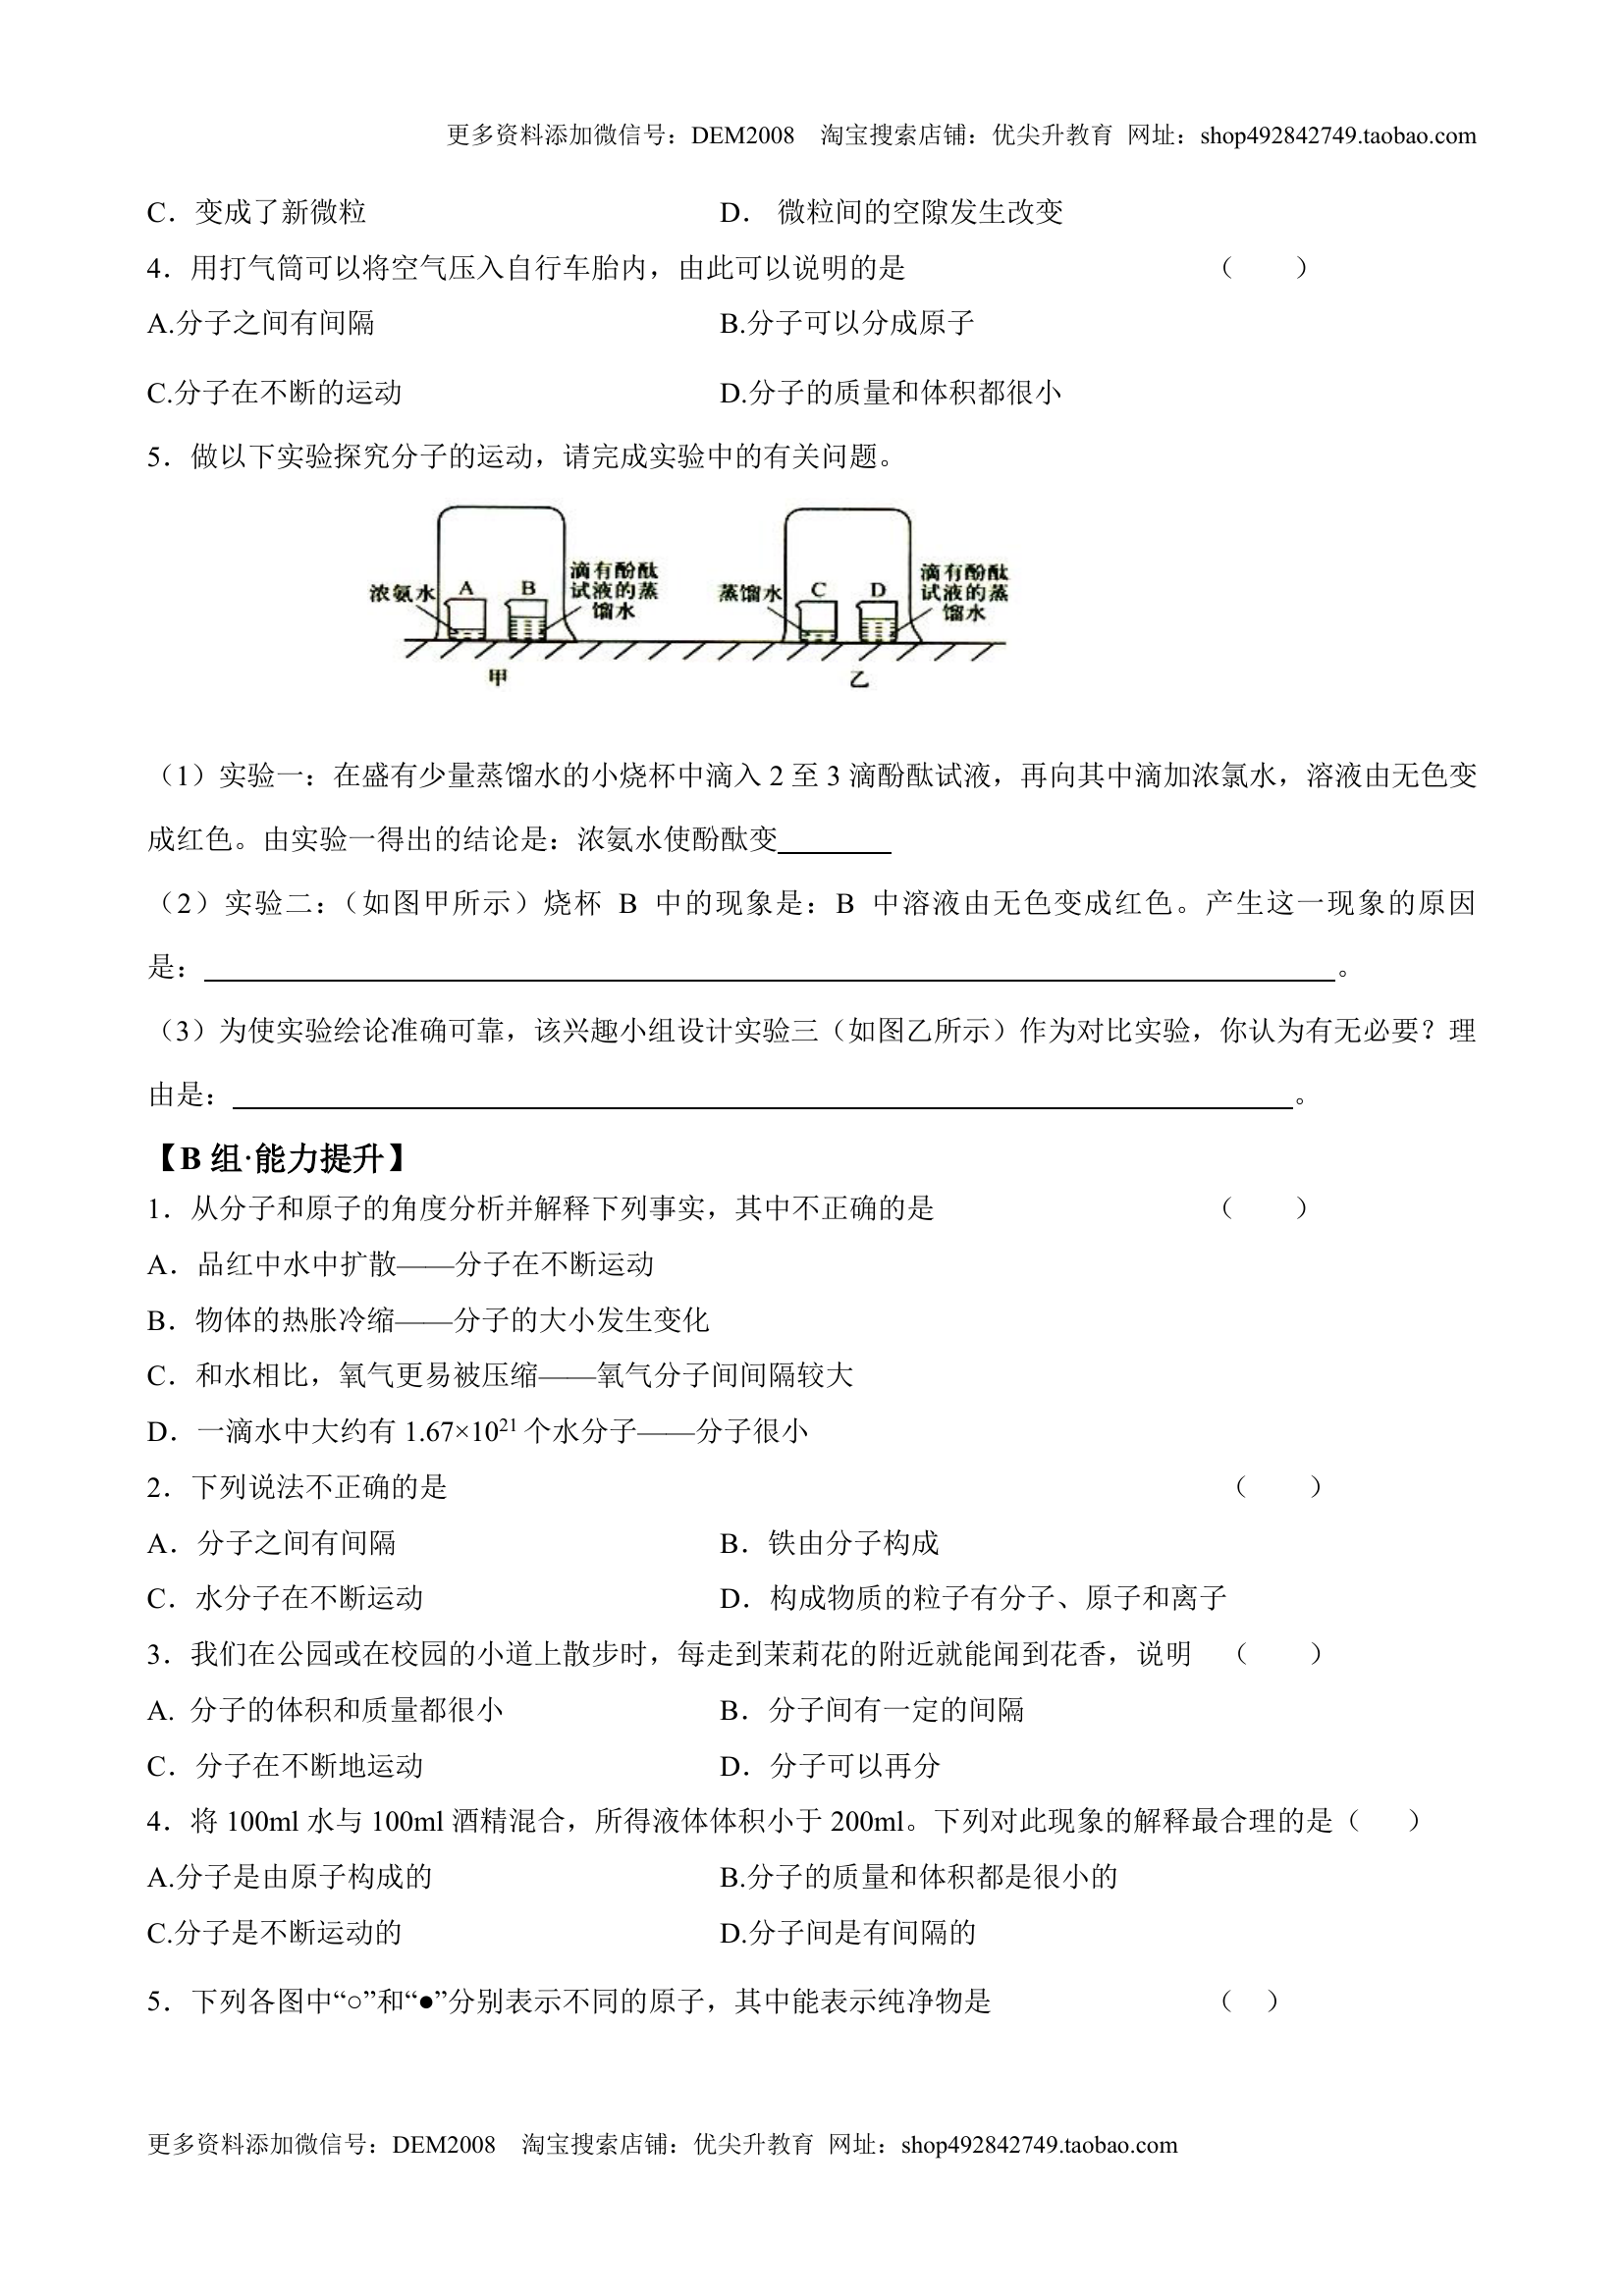 更多资料添加微信号：DEM2008 淘宝搜索店铺：优尖升教育 网址：shop492842749.taobao.com
C．变成了新微粒 D． 微粒间的空隙发生改变
4．用打气筒可以将空气压入自行车胎内，由此可以说明的是 （ ）
A.分子之间有间隔 B.分子可以分成原子
C.分子在不断的运动 D.分子的质量和体积都很小
5．做以下实验探究分子的运动，请完成实验中的有关问题。
浓氨水 A B 滴有酚酞试液的蒸馏水 蒸馏水 C D 滴有酚酞试液的蒸馏水
甲 乙
（1）实验一：在盛有少量蒸馏水的小烧杯中滴入 2 至 3 滴酚酞试液，再向其中滴加浓氯水，溶液由无色变
成红色。由实验一得出的结论是：浓氨水使酚酞变________
（2）实验二：（如图甲所示）烧杯 B 中的现象是：B 中溶液由无色变成红色。产生这一现象的原因
是：________。
（3）为使实验绘论准确可靠，该兴趣小组设计实验三（如图乙所示）作为对比实验，你认为有无必要？理
由是：________。
【B 组·能力提升】
1．从分子和原子的角度分析并解释下列事实，其中不正确的是 （ ）
A．品红中水中扩散——分子在不断运动
B．物体的热胀冷缩——分子的大小发生变化
C．和水相比，氧气更易被压缩——氧气分子间间隔较大
D．一滴水中大约有 1.67×10²¹ 个水分子——分子很小
2．下列说法不正确的是 （ ）
A．分子之间有间隔 B．铁由分子构成
C．水分子在不断运动 D．构成物质的粒子有分子、原子和离子
3．我们在公园或在校园的小道上散步时，每走到茉莉花的附近就能闻到花香，说明 （ ）
A. 分子的体积和质量都很小 B．分子间有一定的间隔
C．分子在不断地运动 D．分子可以再分
4．将 100ml 水与 100ml 酒精混合，所得液体体积小于 200ml。下列对此现象的解释最合理的是（ ）
A.分子是由原子构成的 B.分子的质量和体积都是很小的
C.分子是不断运动的 D.分子间是有间隔的
5．下列各图中“○”和“●”分别表示不同的原子，其中能表示纯净物是 （ ）
更多资料添加微信号：DEM2008 淘宝搜索店铺：优尖升教育 网址：shop492842749.taobao.com